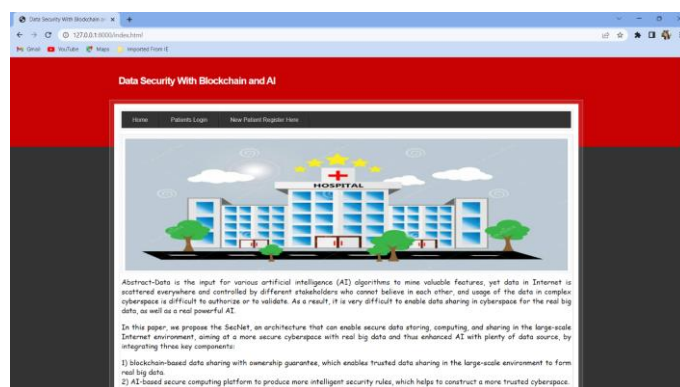 Data Security With Blockchain an
127.0.0.1:8000/index.html
Gmail YouTube Maps Imported From IE
Data Security With Blockchain and AI
Home Patients Login New Patient Register Here
HOSPITAL
Abstract-Data is the input for various artificial intelligence (AI) algorithms to mine valuable features, yet data in Internet is
scattered everywhere and controlled by different stakeholders who cannot believe in each other, and usage of the data in complex
cyberspace is difficult to authorize or to validate. As a result, it is very difficult to enable data sharing in cyberspace for the real big
data, as well as a real powerful AI.
In this paper, we propose the SecNet, an architecture that can enable secure data storing, computing, and sharing in the large-scale
Internet environment, aiming at a more secure cyberspace with real big data and thus enhanced AI with plenty of data source, by
integrating three key components:
1) blockchain-based data sharing with ownership guarantee, which enables trusted data sharing in the large-scale environment to form
real big data.
2) AI-based secure computing platform to produce more intelligent security rules, which helps to construct a more trusted cyberspace.